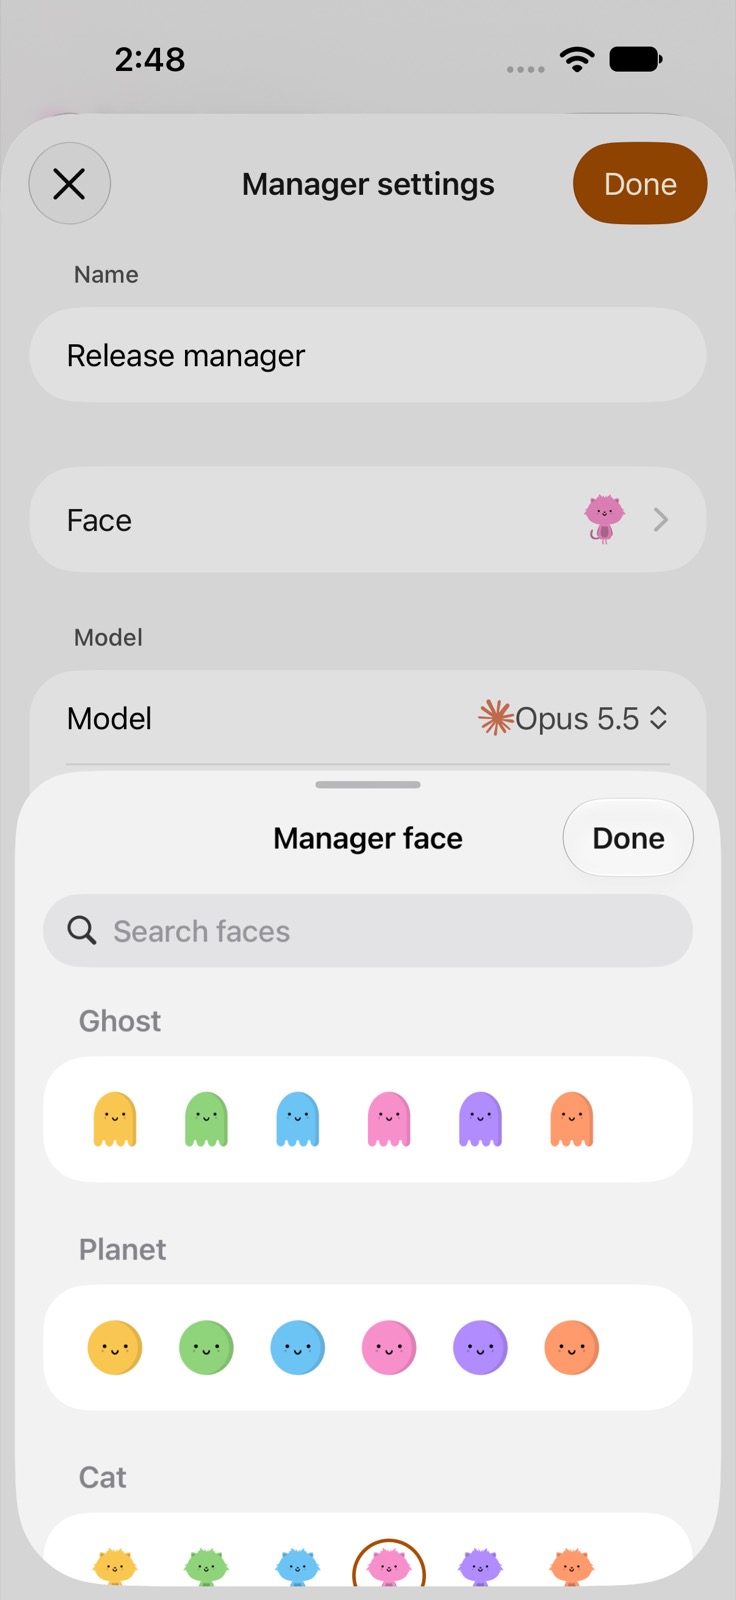 2:48
Manager settings
Done
Name
Release manager
Face
Model
Model
Opus 5.5
Manager face
Done
Search faces
Ghost
Planet
Cat